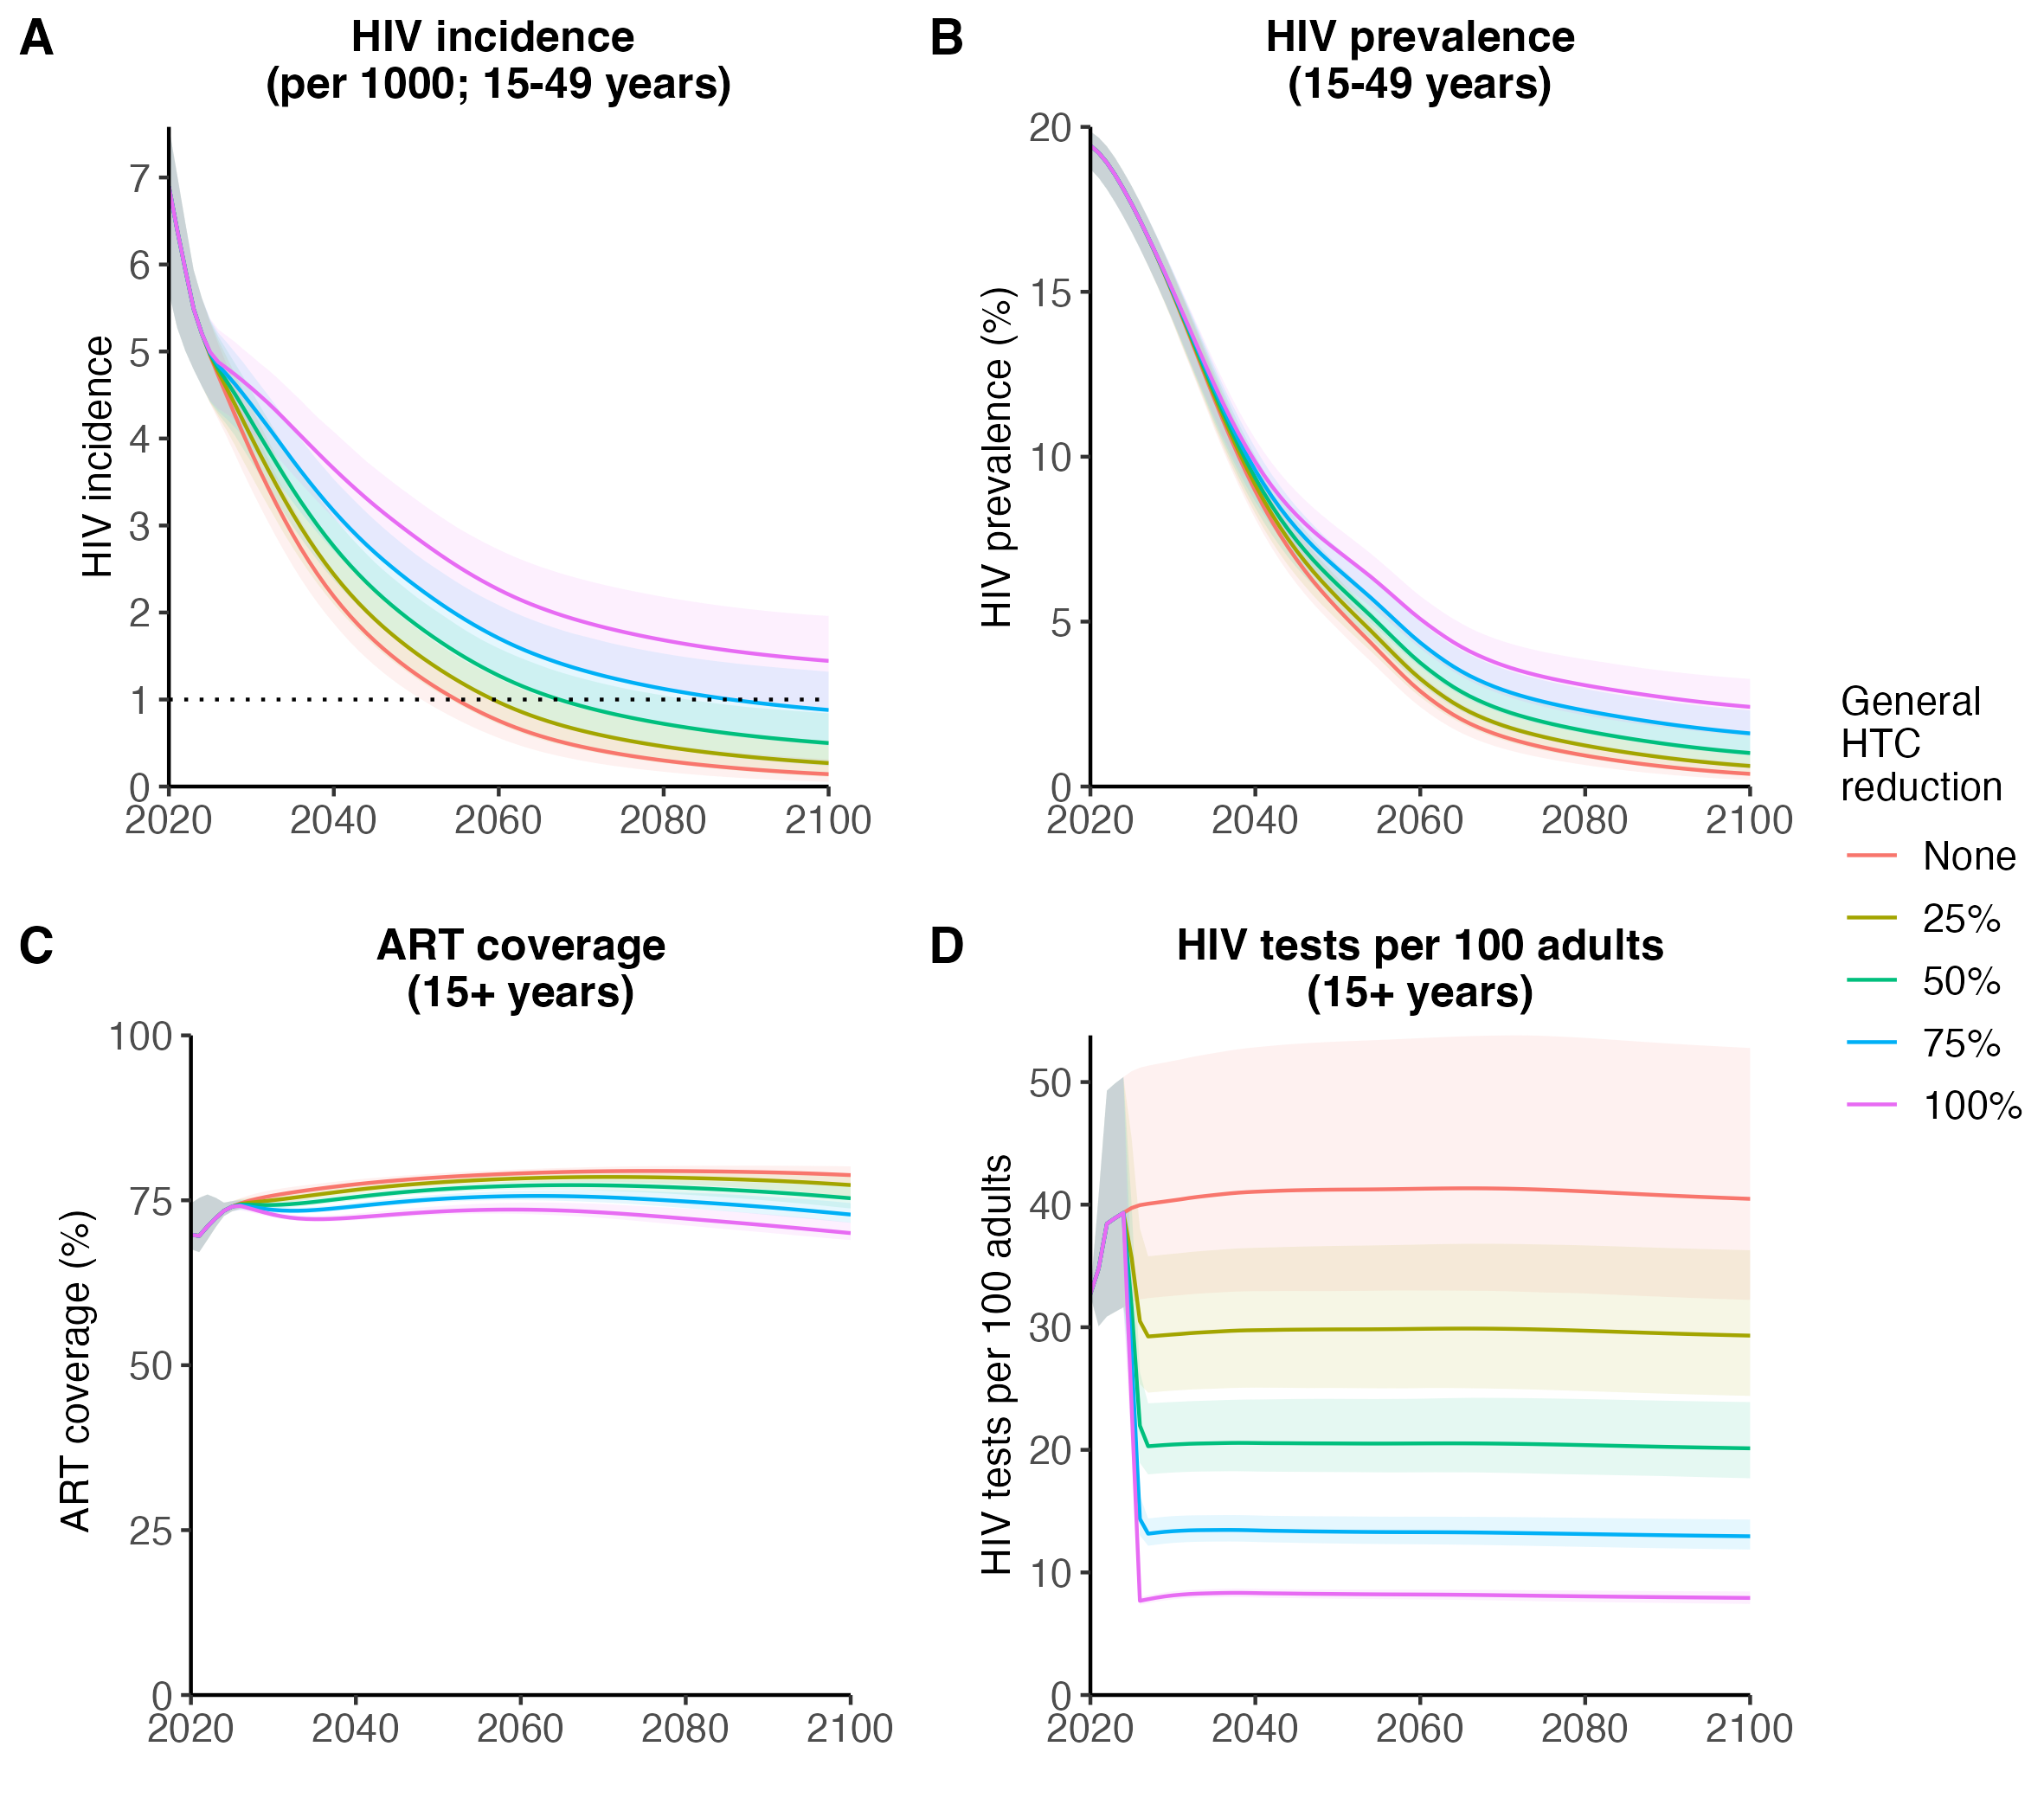 A
HIV incidence
(per 1000; 15-49 years)
HIV incidence
7
6
5
4
3
2
1
0
2020
2040
2060
2080
2100
B
HIV prevalence
(15-49 years)
HIV prevalence (%)
20
15
10
5
0
2020
2040
2060
2080
2100
C
ART coverage
(15+ years)
ART coverage (%)
100
75
50
25
0
2020
2040
2060
2080
2100
D
HIV tests per 100 adults
(15+ years)
HIV tests per 100 adults
50
40
30
20
10
0
2020
2040
2060
2080
2100
General
HTC
reduction
None
25%
50%
75%
100%